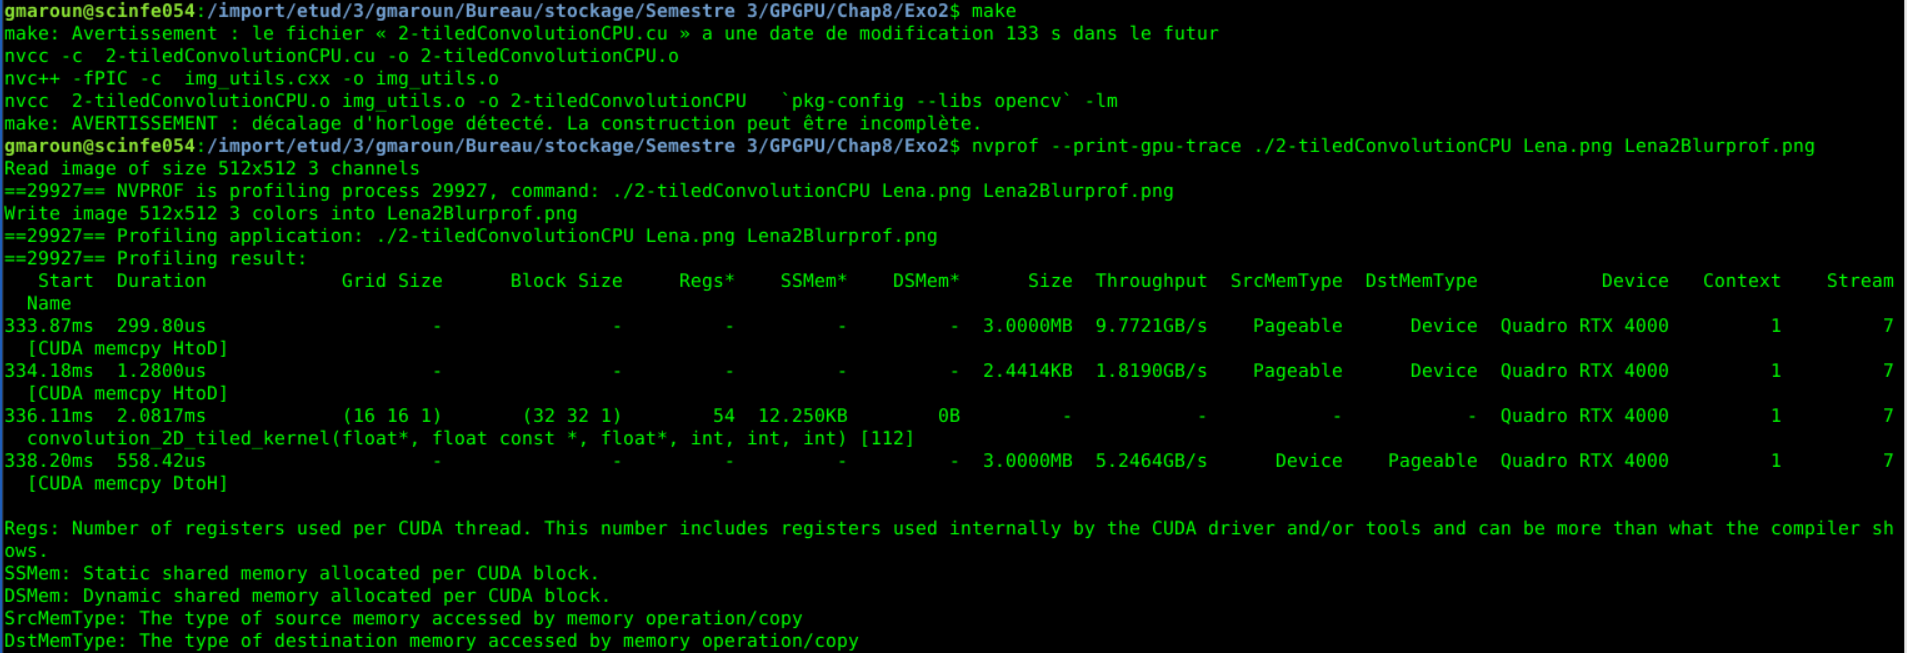 gmaroun@scinfe054:/import/etud/3/gmaroun/Bureau/stockage/Semestre 3/GPGPU/Chap8/Exo2$ make
make: Avertissement : le fichier « 2-tiledConvolutionCPU.cu » a une date de modification 133 s dans le futur
nvcc -c  2-tiledConvolutionCPU.cu -o 2-tiledConvolutionCPU.o
nvc++ -fPIC -c  img_utils.cxx -o img_utils.o
nvcc  2-tiledConvolutionCPU.o img_utils.o -o 2-tiledConvolutionCPU   `pkg-config --libs opencv` -lm
make: AVERTISSEMENT : décalage d'horloge détecté. La construction peut être incomplète.
gmaroun@scinfe054:/import/etud/3/gmaroun/Bureau/stockage/Semestre 3/GPGPU/Chap8/Exo2$ nvprof --print-gpu-trace ./2-tiledConvolutionCPU Lena.png Lena2Blurprof.png
Read image of size 512x512 3 channels
==29927== NVPROF is profiling process 29927, command: ./2-tiledConvolutionCPU Lena.png Lena2Blurprof.png
Write image 512x512 3 colors into Lena2Blurprof.png
==29927== Profiling application: ./2-tiledConvolutionCPU Lena.png Lena2Blurprof.png
==29927== Profiling result:
   Start  Duration            Grid Size      Block Size     Regs*    SSMem*    DSMem*      Size  Throughput  SrcMemType  DstMemType           Device   Context    Stream
  Name
333.87ms  299.80us                    -               -         -         -         -  3.0000MB  9.7721GB/s    Pageable      Device  Quadro RTX 4000         1         7
  [CUDA memcpy HtoD]
334.18ms  1.2800us                    -               -         -         -         -  2.4414KB  1.8190GB/s    Pageable      Device  Quadro RTX 4000         1         7
  [CUDA memcpy HtoD]
336.11ms  2.0817ms            (16 16 1)       (32 32 1)        54  12.250KB        0B         -           -           -           -  Quadro RTX 4000         1         7
  convolution_2D_tiled_kernel(float*, float const *, float*, int, int, int) [112]
338.20ms  558.42us                    -               -         -         -         -  3.0000MB  5.2464GB/s      Device    Pageable  Quadro RTX 4000         1         7
  [CUDA memcpy DtoH]
Regs: Number of registers used per CUDA thread. This number includes registers used internally by the CUDA driver and/or tools and can be more than what the compiler sh
ows.
SSMem: Static shared memory allocated per CUDA block.
DSMem: Dynamic shared memory allocated per CUDA block.
SrcMemType: The type of source memory accessed by memory operation/copy
DstMemType: The type of destination memory accessed by memory operation/copy